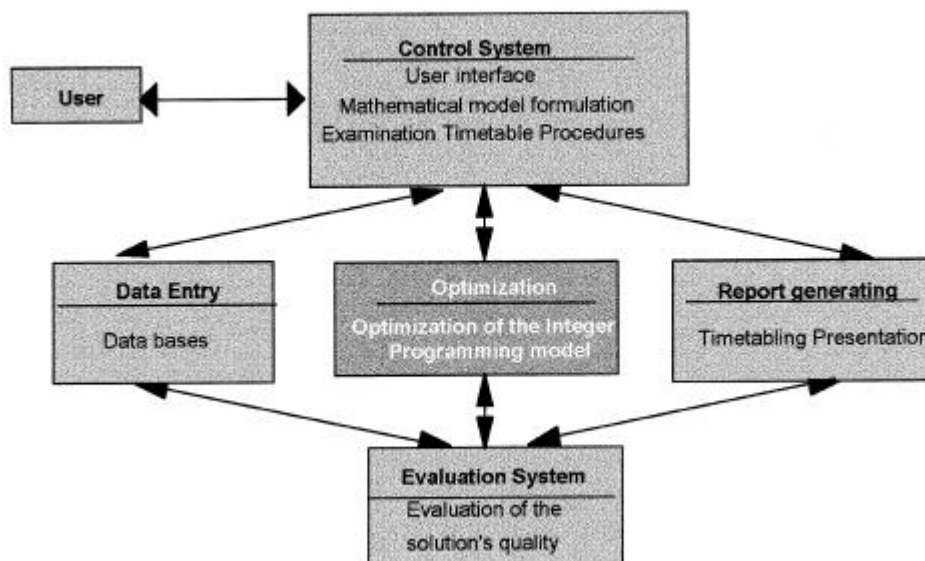 Control System
User interface
User
Mathematical model formulation
Examination Timetable Procedures
Data Entry
Data bases
Optimization
Optimization of the Integer
Programming model
Report generating
Timetabling Presentation
Evaluation System
Evaluation of the
solution's quality